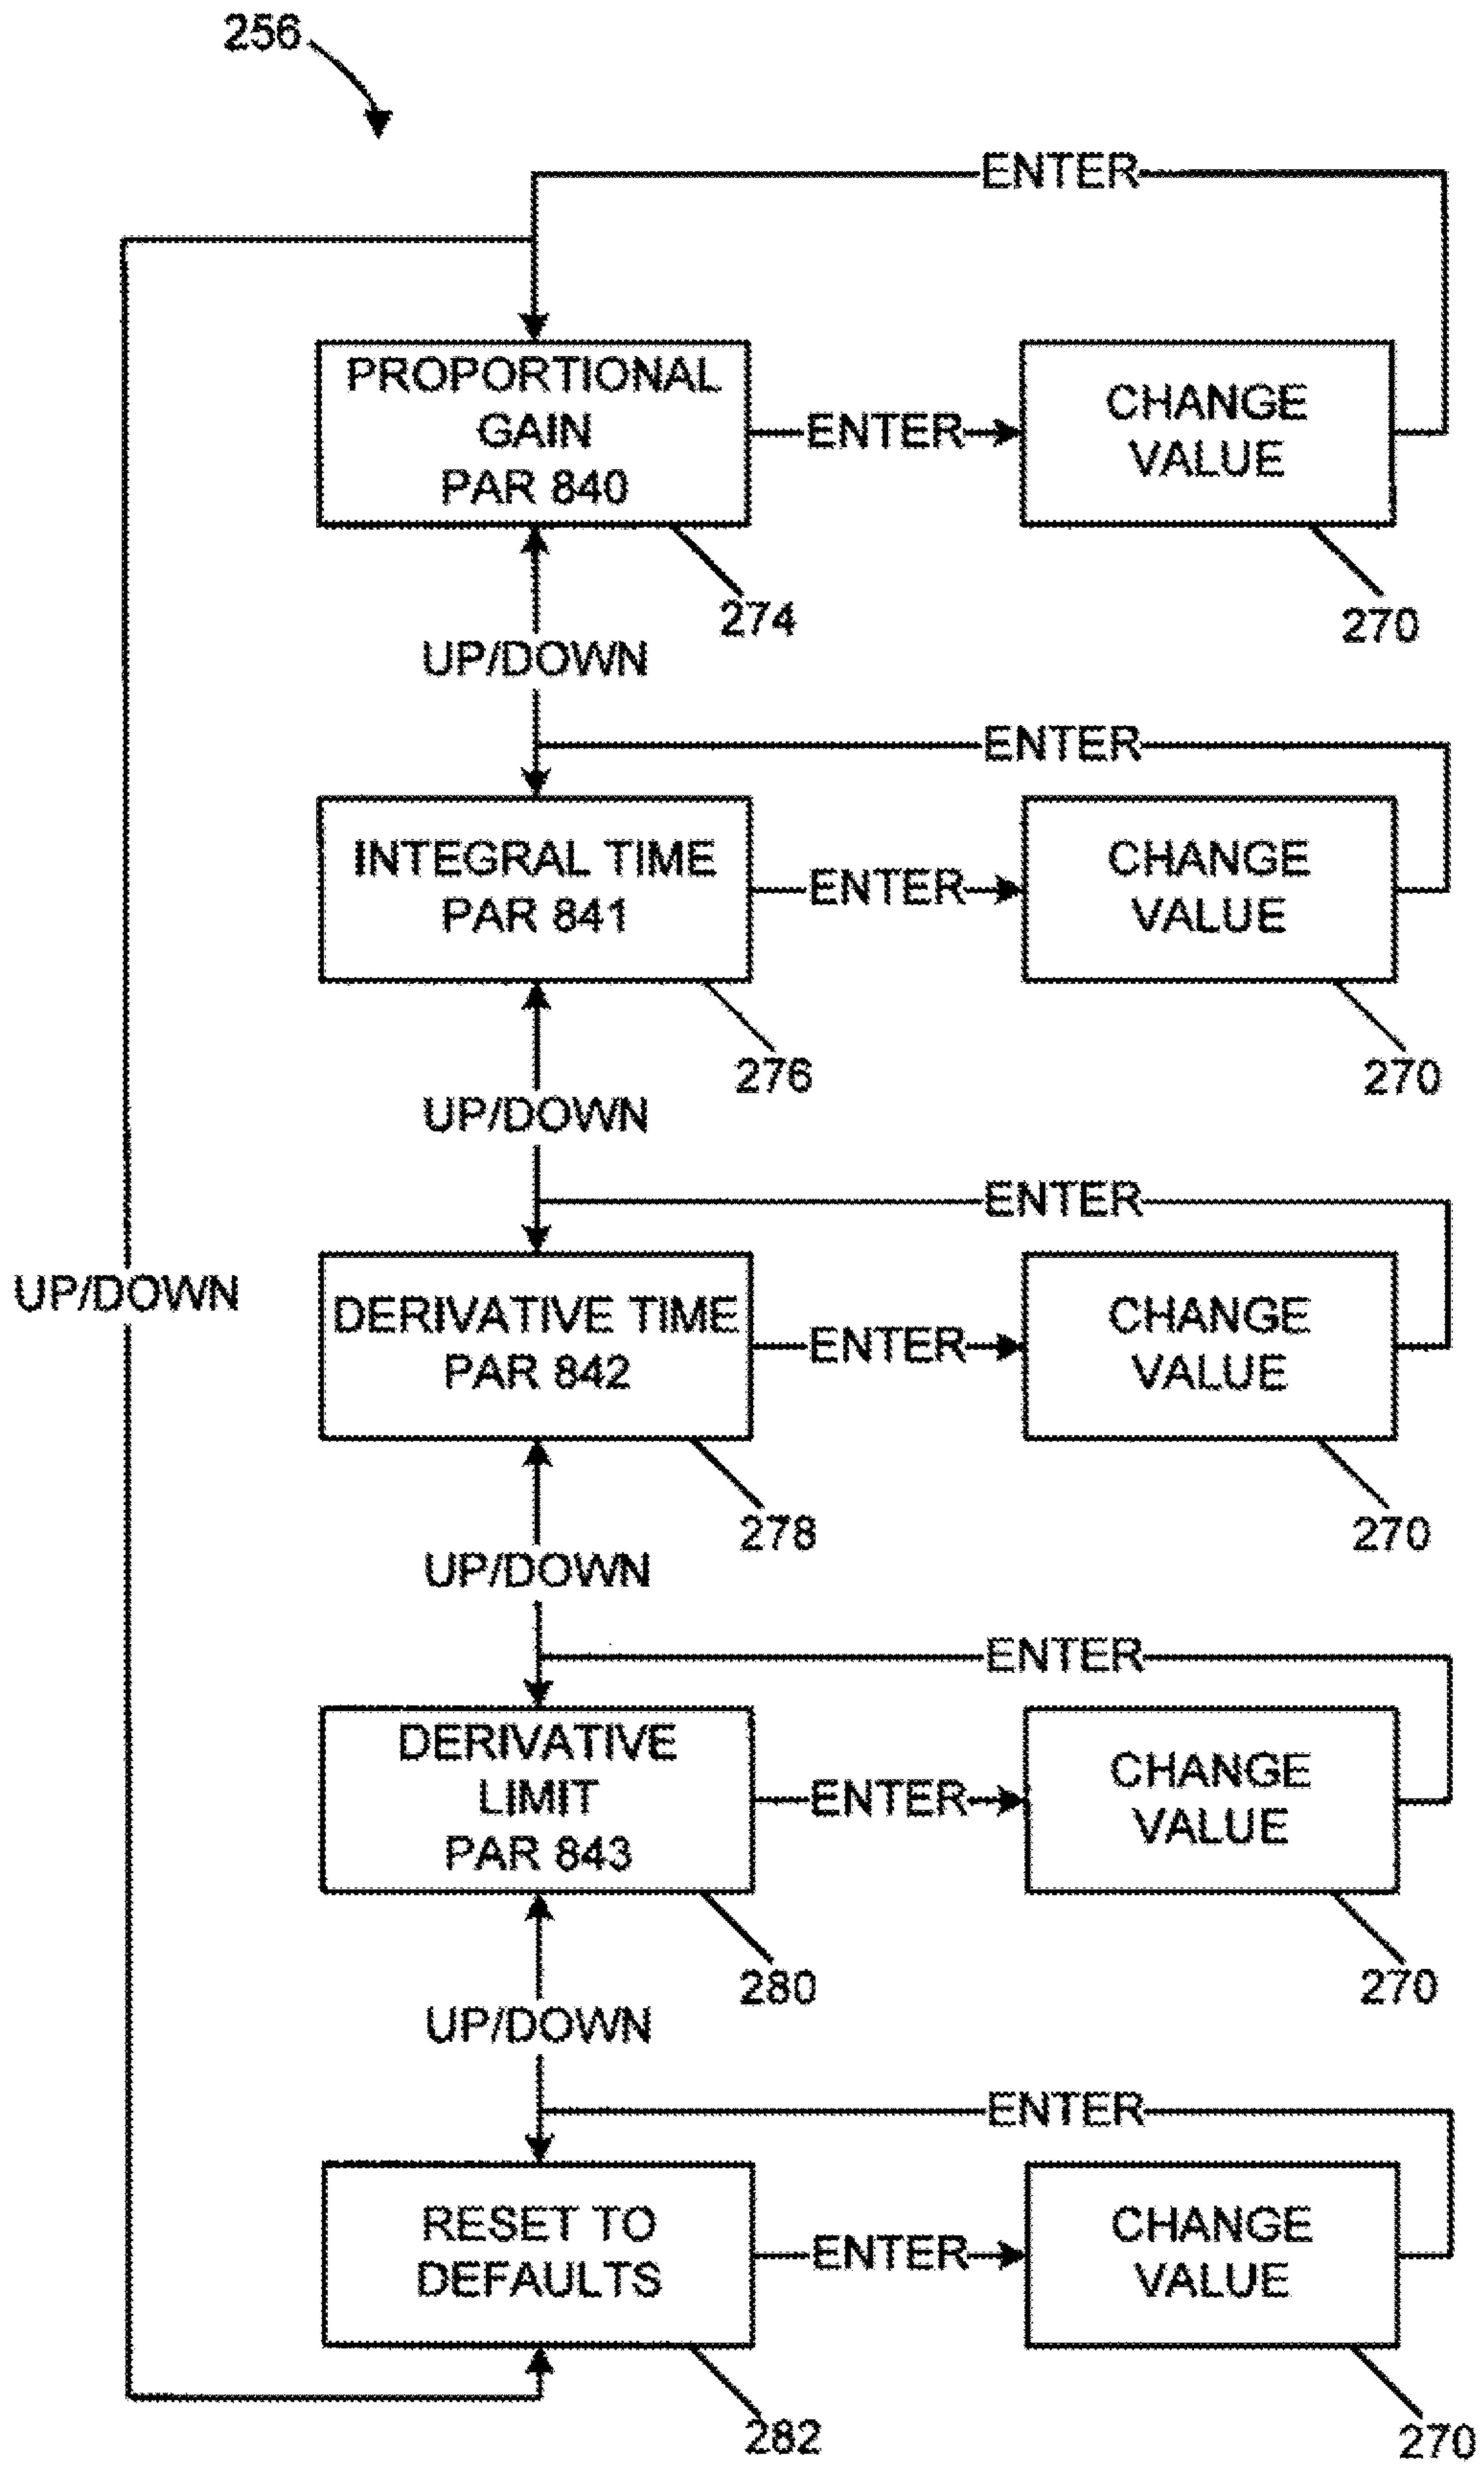 256
ENTER
PROPORTIONAL
GAIN
PAR 840
ENTER
CHANGE
VALUE
274
270
UP/DOWN
ENTER
INTEGRAL TIME
PAR 841
ENTER
CHANGE
VALUE
276
270
UP/DOWN
ENTER
UP/DOWN
DERIVATIVE TIME
PAR 842
ENTER
CHANGE
VALUE
278
270
UP/DOWN
ENTER
DERIVATIVE
LIMIT
PAR 843
ENTER
CHANGE
VALUE
280
270
UP/DOWN
ENTER
RESET TO
DEFAULTS
ENTER
CHANGE
VALUE
282
270